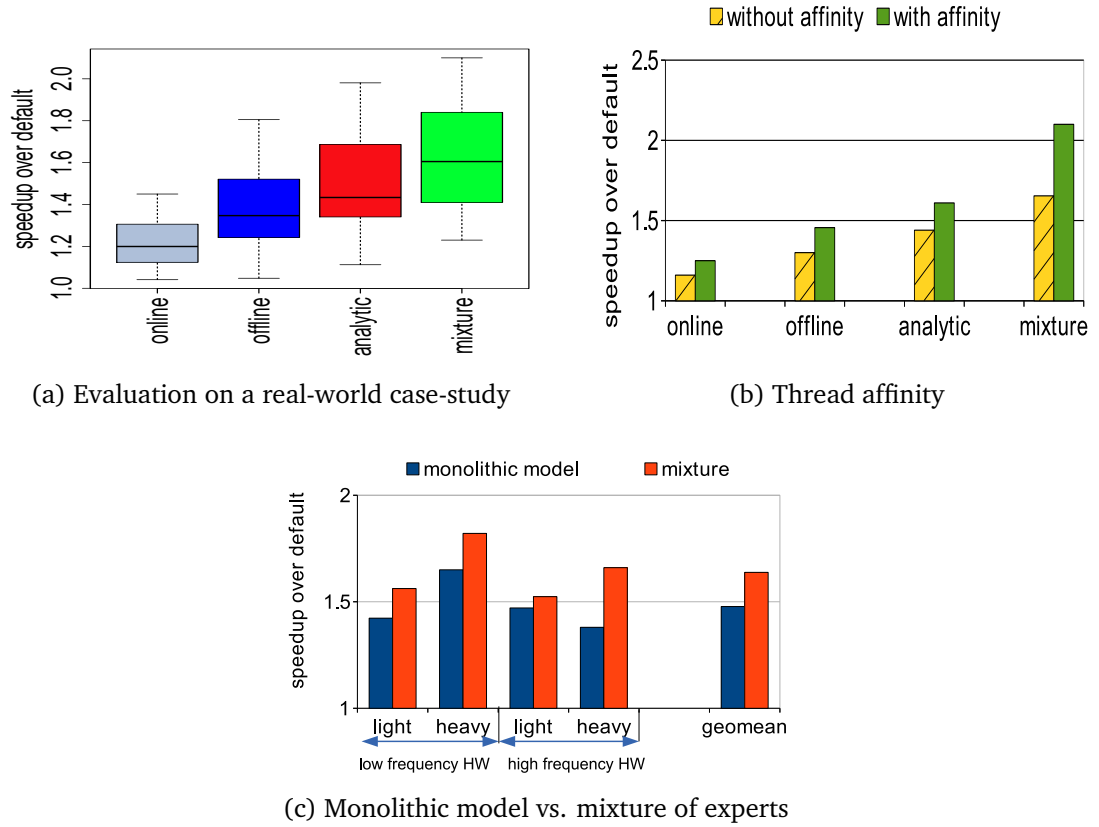 speedup over default
2.0
1.8
1.6
1.4
1.2
1.0
online
offline
analytic
mixture
(a) Evaluation on a real-world case-study
without affinity with affinity
speedup over default
2.5
2
1.5
1
online offline analytic mixture
(b) Thread affinity
monolithic model mixture
speedup over default
2
1.5
1
light heavy light heavy geomean
low frequency HW high frequency HW
(c) Monolithic model vs. mixture of experts